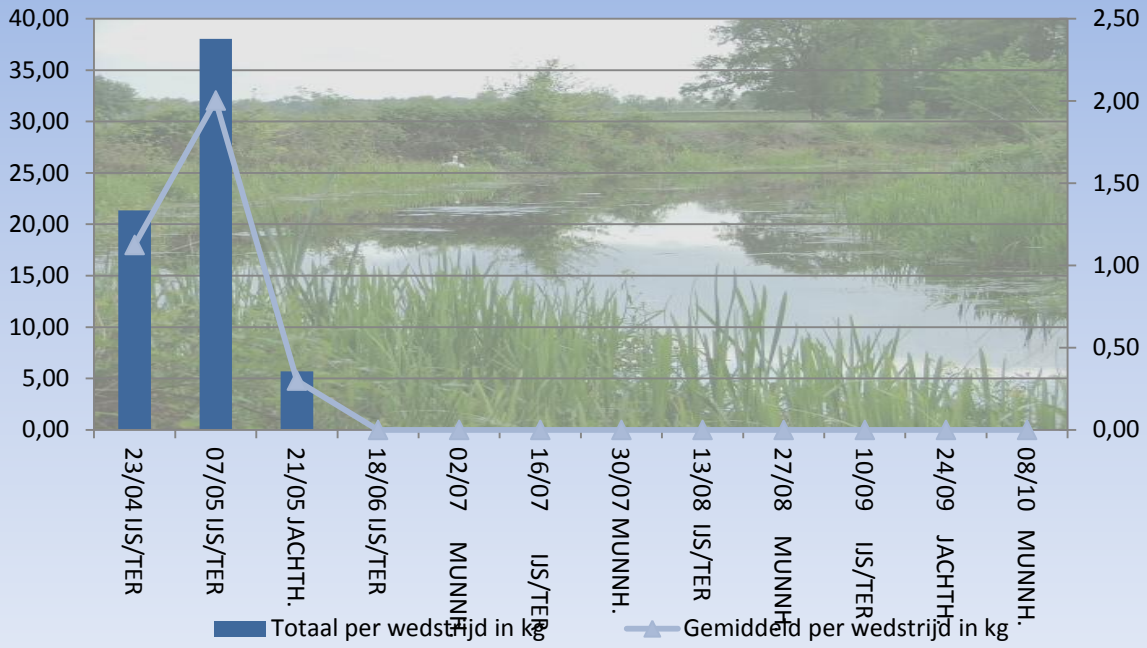 40,00
35,00
30,00
25,00
20,00
15,00
10,00
5,00
0,00
2,50
2,00
1,50
1,00
0,50
0,00
23/04 IJS/TER
07/05 IJS/TER
21/05 JACHTH.
18/06 IJS/TER
02/07 MUNNH.
16/07 IJS/TER
30/07 MUNNH.
13/08 IJS/TER
27/08 MUNNH
10/09 IJS/TER
24/09 JACHTH.
08/10 MUNNH.
Totaal per wedstrijd in kg
Gemiddeld per wedstrijd in kg